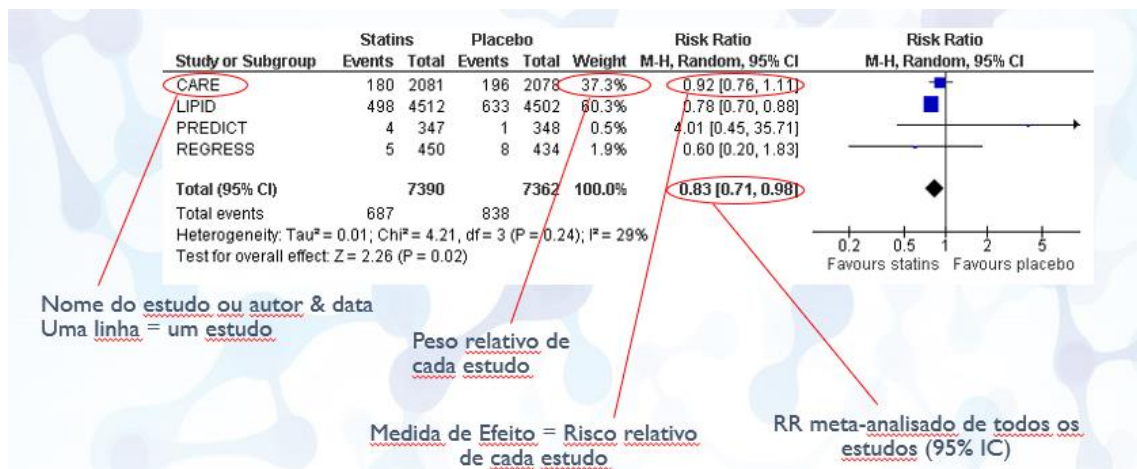 Statins Placebo Risk Ratio Risk Ratio
Study or Subgroup Events Total Events Total Weight M-H, Random, 95% CI M-H, Random, 95% CI
CARE 180 2081 196 2078 37.3% 0.92 [0.76, 1.11]
LIPID 498 4512 633 4502 60.3% 0.78 [0.70, 0.88]
PREDICT 4 347 1 348 0.5% 4.01 [0.45, 35.71]
REGRESS 5 450 8 434 1.9% 0.60 [0.20, 1.83]
Total (95% CI) 7390 7362 100.0% 0.83 [0.71, 0.98]
Total events 687 838
Heterogeneity: Tau² = 0.01; Chi² = 4.21, df = 3 (P = 0.24); I² = 29%
Test for overall effect: Z = 2.26 (P = 0.02)
0.2 0.5 1 2 5
Favours statins Favours placebo
Nome do estudo ou autor & data
Uma linha = um estudo
Peso relativo de
cada estudo
Medida de Efeito = Risco relativo
de cada estudo
RR meta-analisado de todos os
estudos (95% IC)